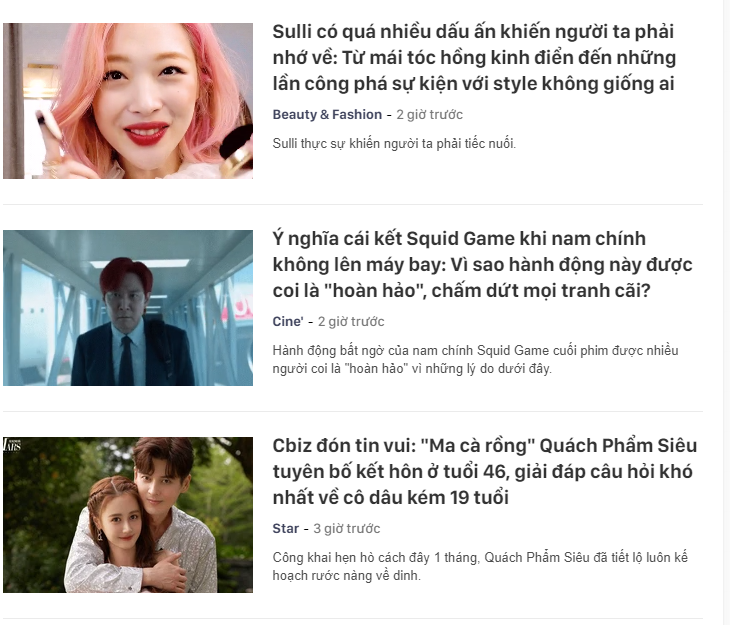 Sulli có quá nhiều dấu ấn khiến người ta phải
nhớ về: Từ mái tóc hồng kinh điển đến những
lần công phá sự kiện với style không giống ai
Beauty & Fashion - 2 giờ trước
Sulli thực sự khiến người ta phải tiếc nuối.
Ý nghĩa cái kết Squid Game khi nam chính
không lên máy bay: Vì sao hành động này được
coi là "hoàn hảo", chấm dứt mọi tranh cãi?
Cine' - 2 giờ trước
Hành động bất ngờ của nam chính Squid Game cuối phim được nhiều
người coi là "hoàn hảo" vì những lý do dưới đây.
Cbiz đón tin vui: "Ma cà rồng" Quách Phẩm Siêu
tuyên bố kết hôn ở tuổi 46, giải đáp câu hỏi khó
nhất về cô dâu kém 19 tuổi
Star - 3 giờ trước
Công khai hẹn hò cách đây 1 tháng, Quách Phẩm Siêu đã tiết lộ luôn kế
hoạch rước nàng về dinh.